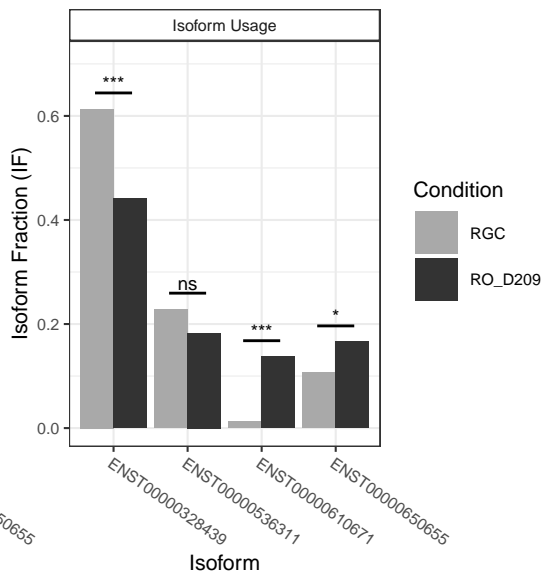 Isoform Usage
***
ns
***
*
0.6
0.4
0.2
0.0
Isoform Fraction (IF)
ENST00000328439
ENST00000536311
ENST00000610671
ENST00000650655
50655
Isoform
Condition
RGC
RO_D209